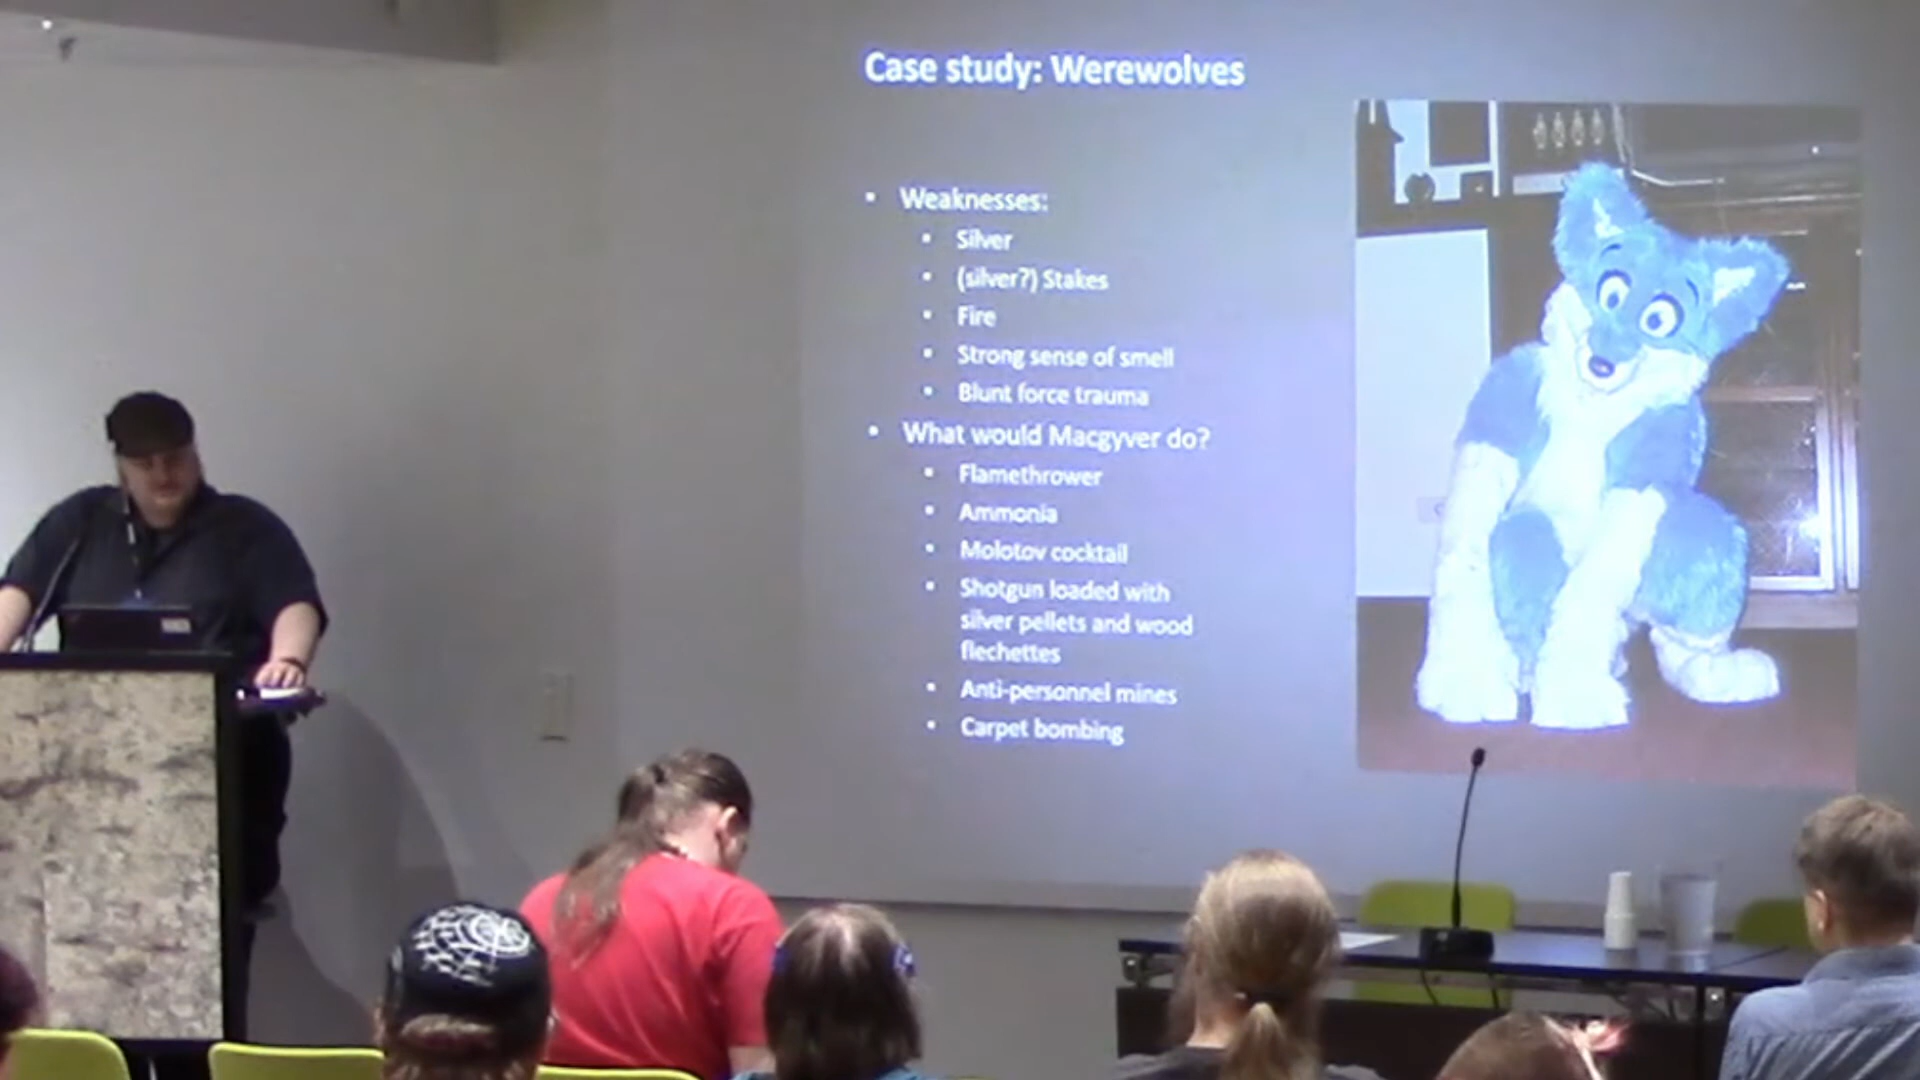 Case study: Werewolves
• Weaknesses:
• Silver
• (silver?) Stakes
• Fire
• Strong sense of smell
• Blunt force trauma
• What would Macgyver do?
• Flamethrower
• Ammonia
• Molotov cocktail
• Shotgun loaded with
silver pellets and wood
flechettes
• Anti-personnel mines
• Carpet bombing